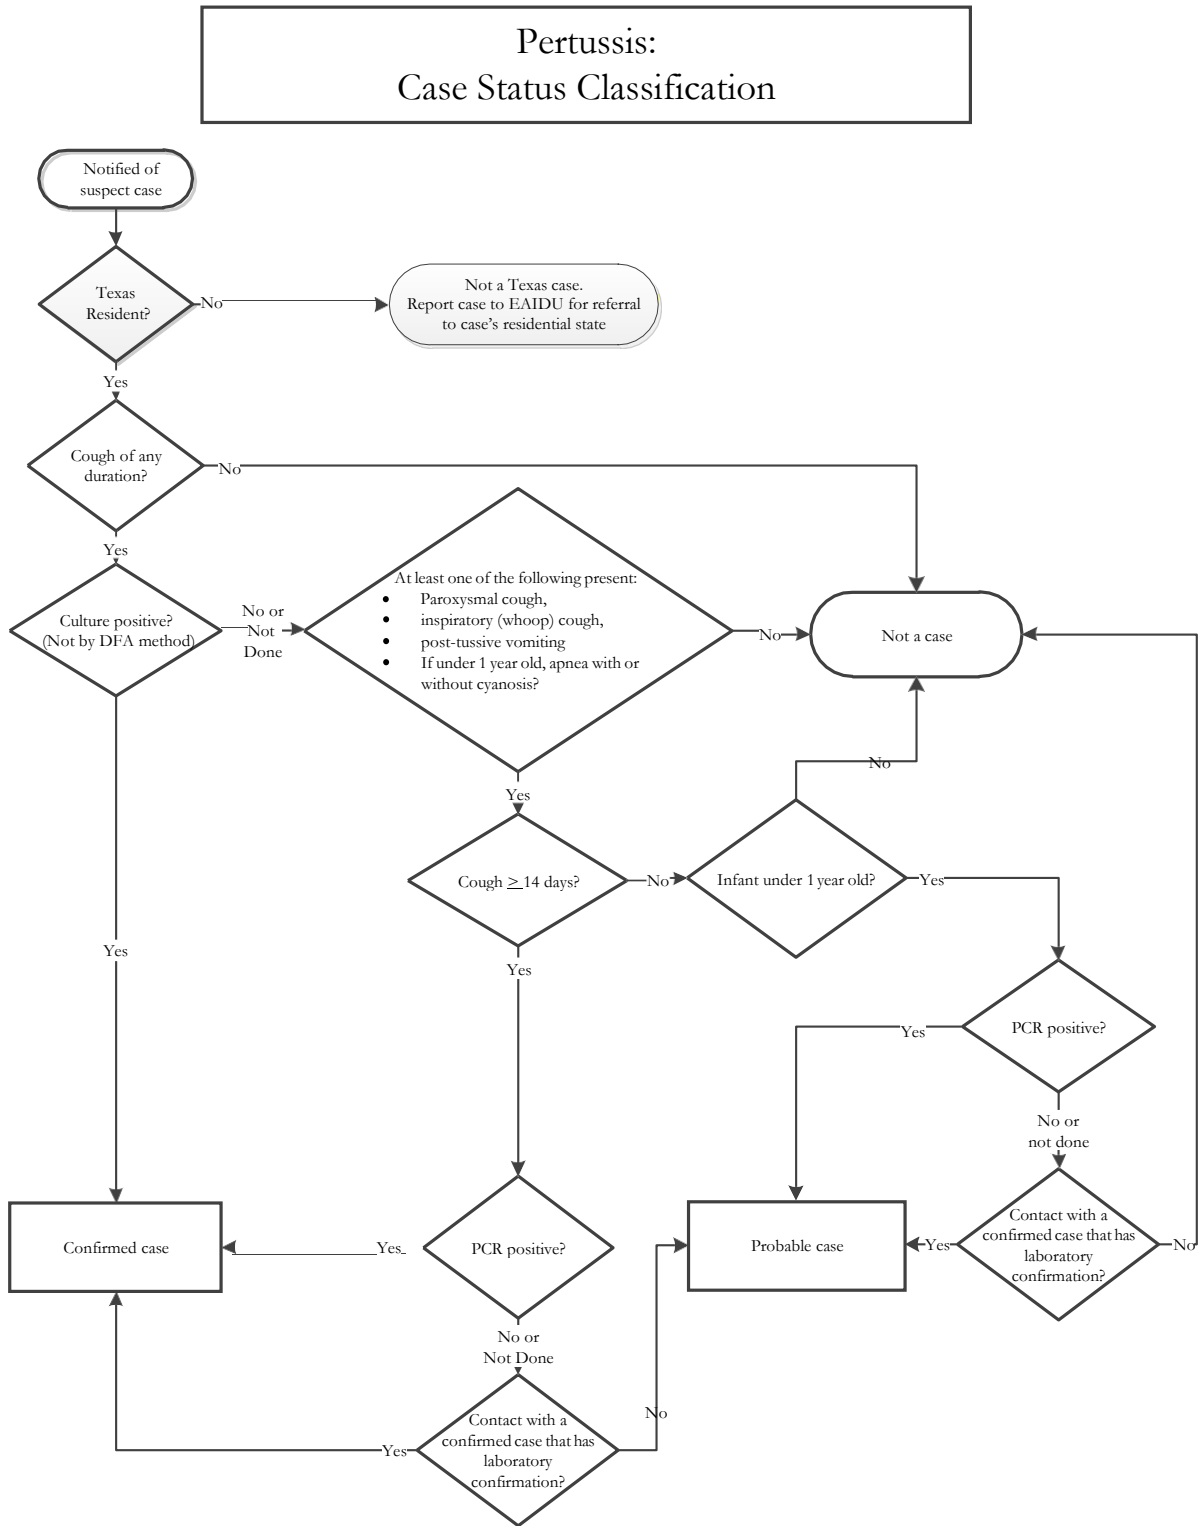 Pertussis:
Case Status Classification
Notified of
suspect case
Texas
Resident?
No
Not a Texas case.
Report case to EAIDU for referral
to case's residential state
Yes
Cough of any
duration?
No
Yes
Culture positive?
(Not by DFA method)
No or
Not
Done
At least one of the following present:
• Paroxysmal cough,
• inspiratory (whoop) cough,
• post-tussive vomiting
• If under 1 year old, apnea with or
without cyanosis?
No
Not a case
No
Yes
Cough ≥ 14 days?
No
Infant under 1 year old?
Yes
Yes
Yes
PCR positive?
Yes
No or
not done
Confirmed case
Yes
PCR positive?
Probable case
Yes
Contact with a
confirmed case that has
laboratory
confirmation?
No
No or
Not Done
No
Yes
Contact with a
confirmed case that has
laboratory
confirmation?